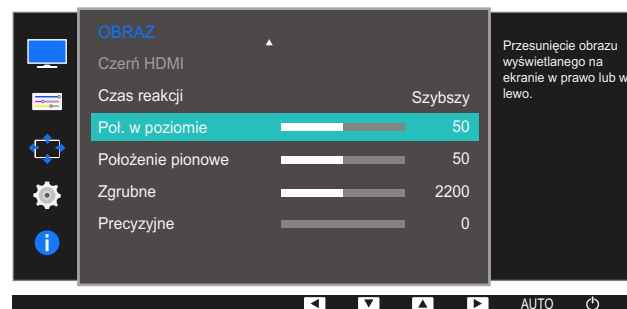 OBRAZ
Czerń HDMI
Czas reakcji Szybszy
Poł. w poziomie 50
Położenie pionowe 50
Zgrubne 2200
Precyzyjne 0
Przesunięcie obrazu
wyświetlanego na
ekranie w prawo lub w
lewo.
AUTO